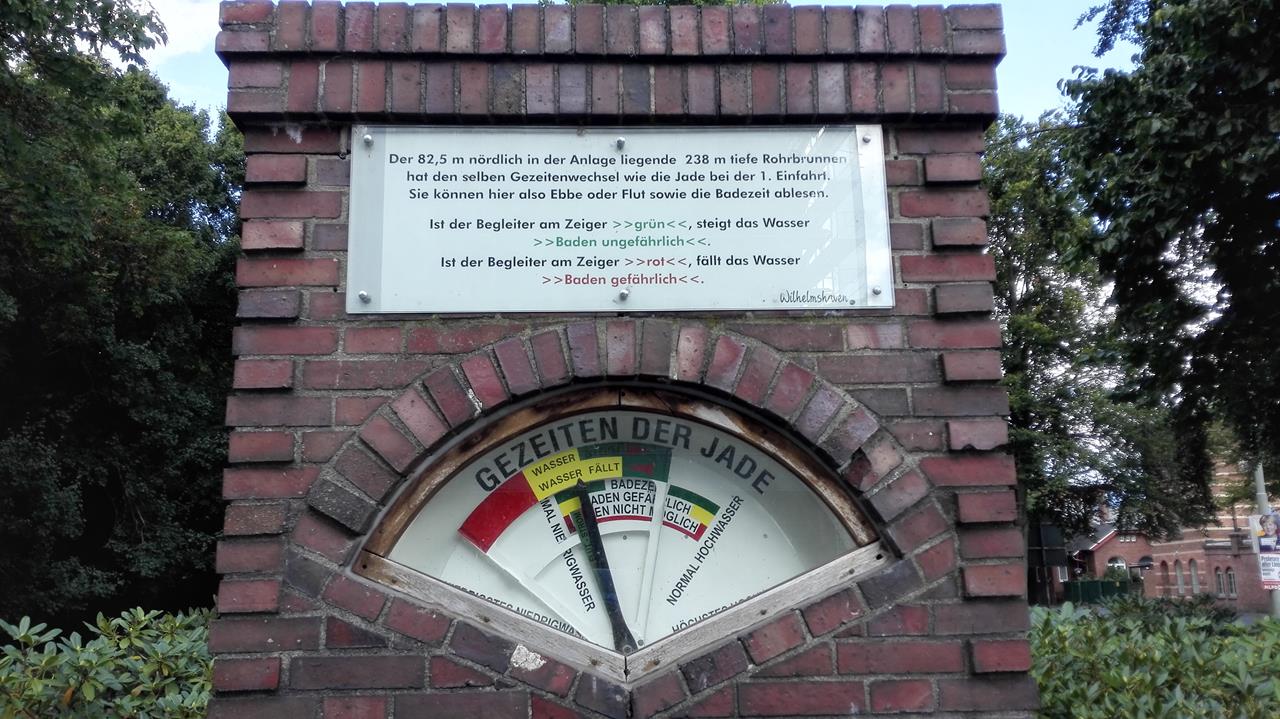 Der 82,5 m nördlich in der Anlage liegende 238 m tiefe Rohrbrunnen
hat den selben Gezeitenwechsel wie die Jade bei der 1. Einfahrt.
Sie können hier also Ebbe oder Flut sowie die Badezeit ablesen.
Ist der Begleiter am Zeiger >>grün<<, steigt das Wasser
>>Baden ungefährlich<<.
Ist der Begleiter am Zeiger >>rot<<, fällt das Wasser
>>Baden gefährlich<<.
Wilhelmshaven
GEZEITEN DER JADE
WASSER
WASSER FÄLLT
GEFÄHRLICH
NORMAL HOCHWASSER